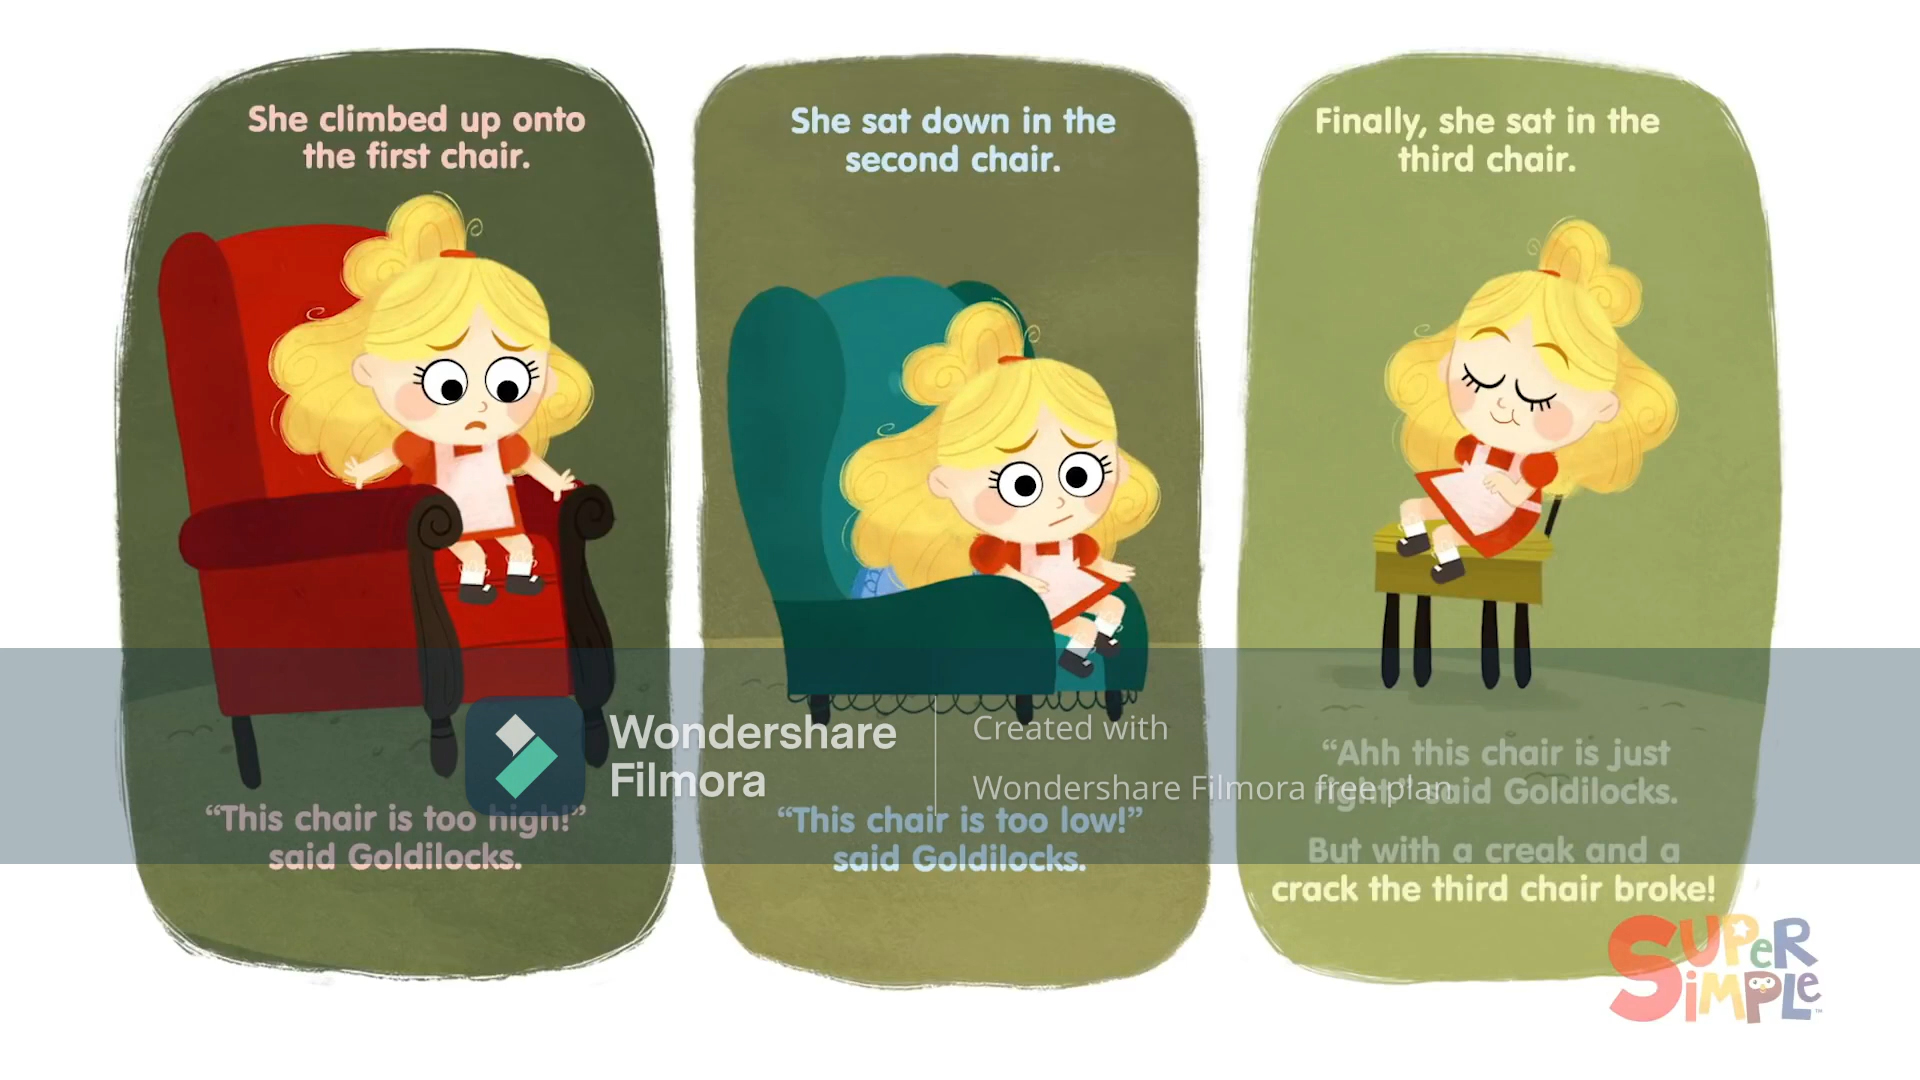 She climbed up onto
the first chair.
“This chair is too high!”
said Goldilocks.
She sat down in the
second chair.
“This chair is too low!”
said Goldilocks.
Finally, she sat in the
third chair.
“Ahh this chair is just
right!” said Goldilocks.
But with a creak and a
crack the third chair broke!
Wondershare
Filmora
Created with
Wondershare Filmora free plan
SUPER
SiMPLE™